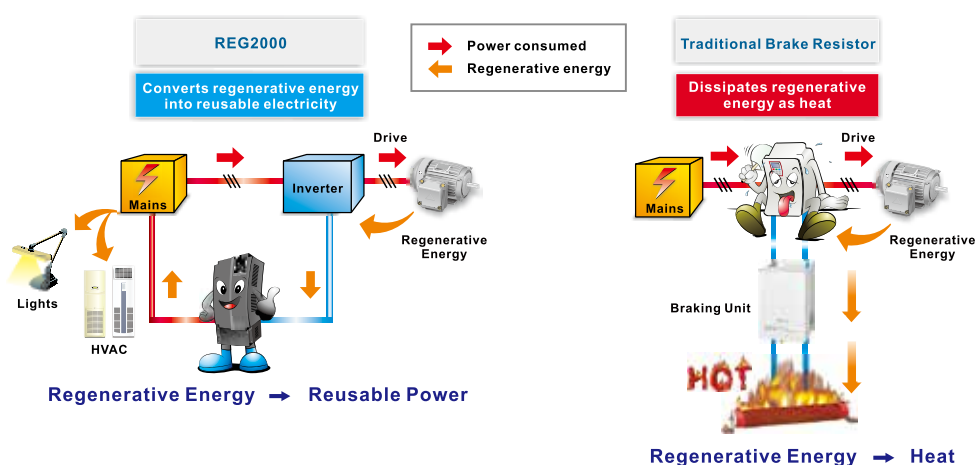 REG2000
Converts regenerative energy
into reusable electricity
Power consumed
Regenerative energy
Traditional Brake Resistor
Dissipates regenerative
energy as heat
Drive
Mains
Inverter
Regenerative
Energy
Lights
HVAC
Regenerative Energy → Reusable Power
Drive
Mains
Regenerative
Energy
Braking Unit
HOT
Regenerative Energy → Heat